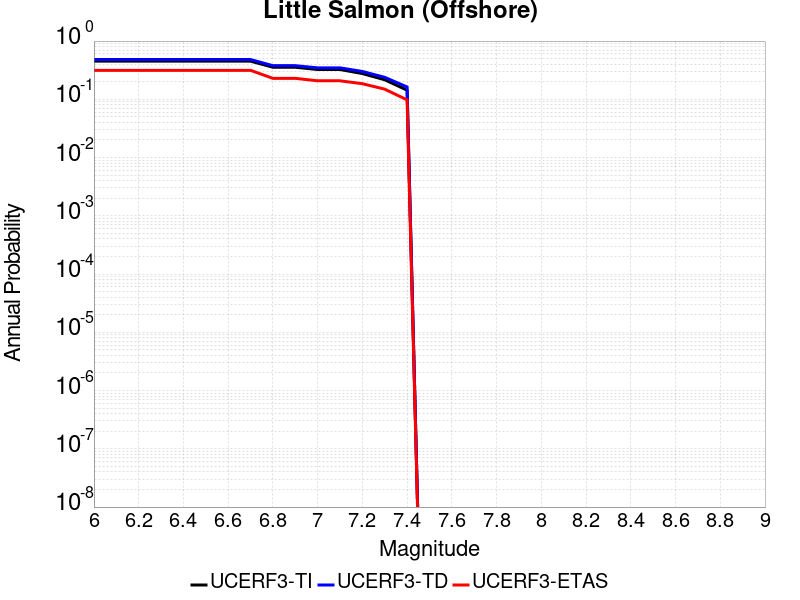 Little Salmon (Offshore)
10^0
10^-1
10^-2
10^-3
10^-4
10^-5
10^-6
10^-7
10^-8
Annual Probability
6 6.2 6.4 6.6 6.8 7 7.2 7.4 7.6 7.8 8 8.2 8.4 8.6 8.8 9
Magnitude
UCERF3-TI UCERF3-TD UCERF3-ETAS